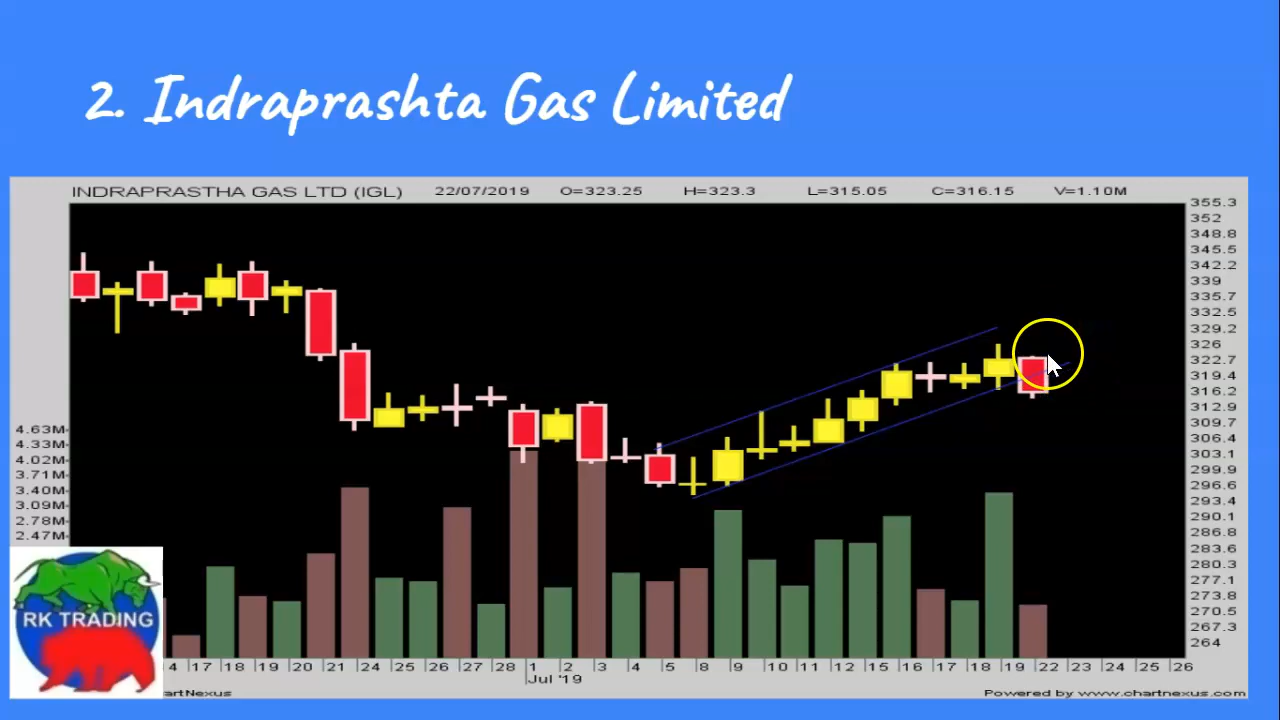 2. Indraprashta Gas Limited
INDRAPRASTHA GAS LTD (IGL) 22/07/2019 O=323.25 H=323.3 L=315.05 C=316.15 V=1.10M
355.3
352
348.8
345.5
342.2
339
335.7
332.5
329.2
326
322.7
319.4
316.2
312.9
309.7
306.4
303.1
299.9
296.6
293.4
290.1
286.8
283.6
280.3
277.1
273.8
270.5
267.3
264
4.63M
4.33M
4.02M
3.71M
3.40M
3.09M
2.78M
2.47M
RK TRADING
4 17 18 19 20 21 24 25 26 27 28 1 2 3 4 5 8 9 10 11 12 15 16 17 18 19 22 23 24 25 26
Jul '19
artNexus Powered by www.chartnexus.com